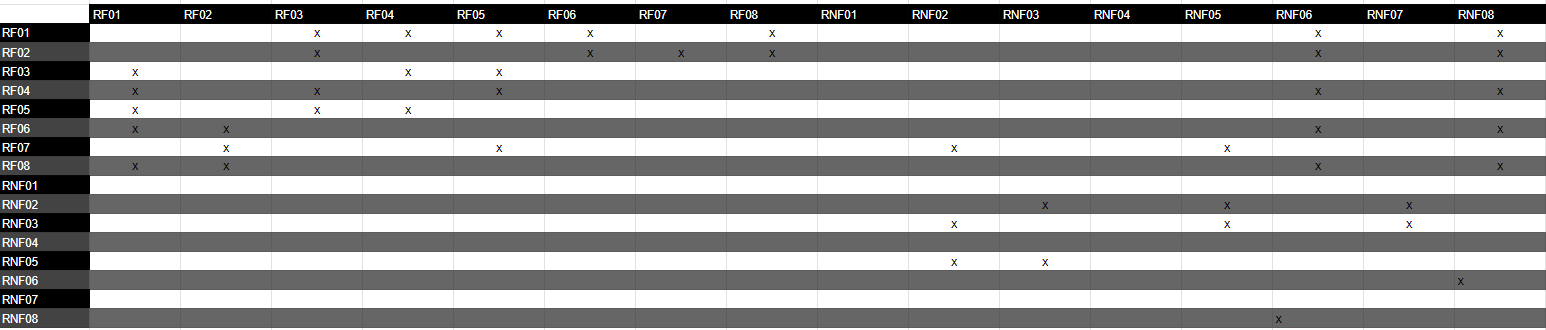 RF01 RF02 RF03 RF04 RF05 RF06 RF07 RF08 RNF01 RNF02 RNF03 RNF04 RNF05 RNF06 RNF07 RNF08
RF01 x x x x x x x
RF02 x x x x x x
RF03 x x x
RF04 x x x x x
RF05 x x x
RF06 x x x x
RF07 x x x x
RF08 x x x x
RNF01
RNF02 x x x
RNF03 x x x
RNF04
RNF05 x x
RNF06 x
RNF07
RNF08 x